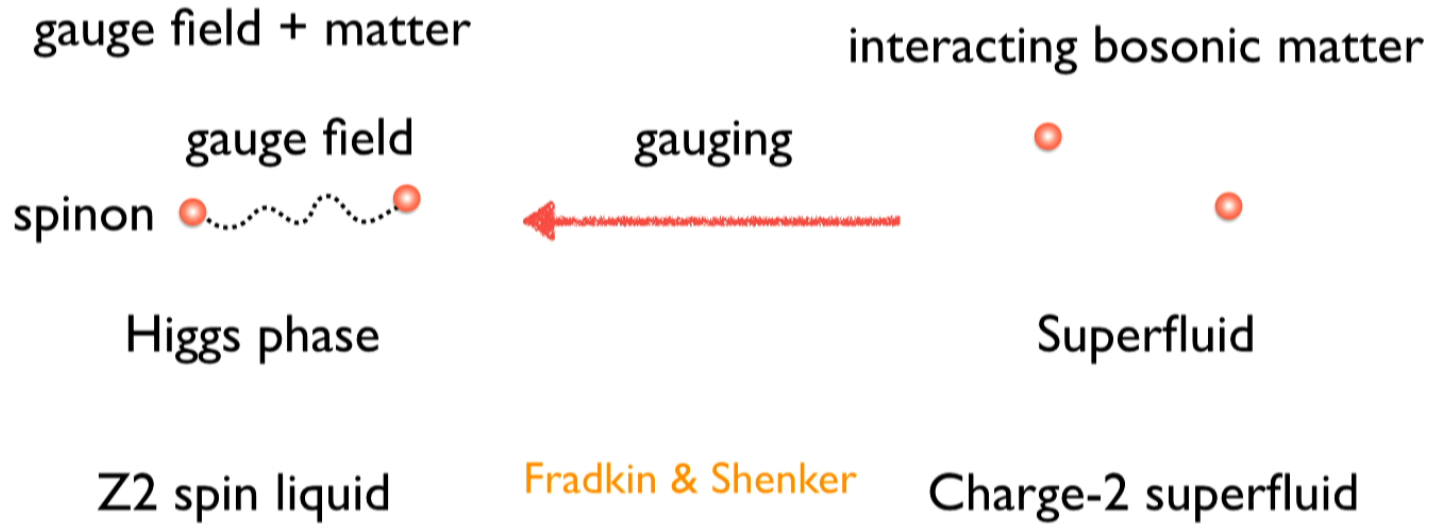 gauge field + matter
interacting bosonic matter
gauge field
gauging
spinon
Higgs phase
Superfluid
Z2 spin liquid
Fradkin & Shenker
Charge-2 superfluid